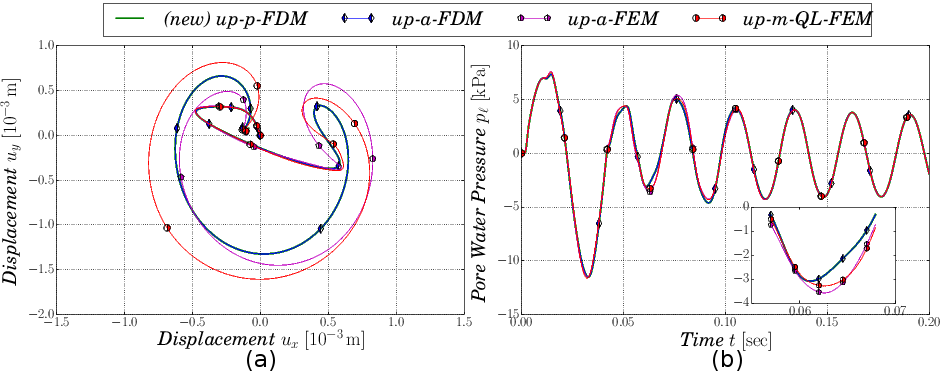 (new) up-p-FDM up-a-FDM up-a-FEM up-m-QL-FEM
1.0
0.5
0.0
−0.5
−1.0
−1.5
−2.0
Displacement u_y [10^{−3} m]
−1.5 −1.0 −0.5 0.0 0.5 1.0 1.5
Displacement u_x [10^{−3} m]
(a)
10
5
0
−5
−10
−15
Pore Water Pressure p_ℓ [kPa]
0.00 0.05 0.10 0.15 0.20
Time t [sec]
0
−1
−2
−3
−4
0.06 0.07
(b)